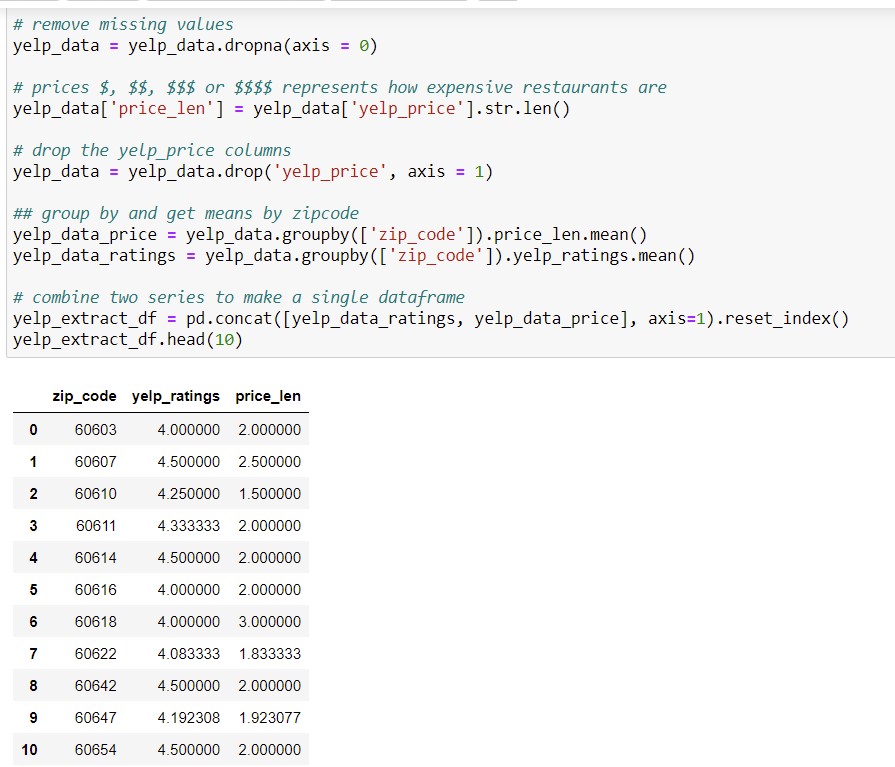 # remove missing values
yelp_data = yelp_data.dropna(axis = 0)
# prices $, $$, $$$ or $$$$ represents how expensive restaurants are
yelp_data['price_len'] = yelp_data['yelp_price'].str.len()
# drop the yelp_price columns
yelp_data = yelp_data.drop('yelp_price', axis = 1)
## group by and get means by zipcode
yelp_data_price = yelp_data.groupby(['zip_code']).price_len.mean()
yelp_data_ratings = yelp_data.groupby(['zip_code']).yelp_ratings.mean()
# combine two series to make a single dataframe
yelp_extract_df = pd.concat([yelp_data_ratings, yelp_data_price], axis=1).reset_index()
yelp_extract_df.head(10)
zip_code yelp_ratings price_len
0 60603 4.000000 2.000000
1 60607 4.500000 2.500000
2 60610 4.250000 1.500000
3 60611 4.333333 2.000000
4 60614 4.500000 2.000000
5 60616 4.000000 2.000000
6 60618 4.000000 3.000000
7 60622 4.083333 1.833333
8 60642 4.500000 2.000000
9 60647 4.192308 1.923077
10 60654 4.500000 2.000000